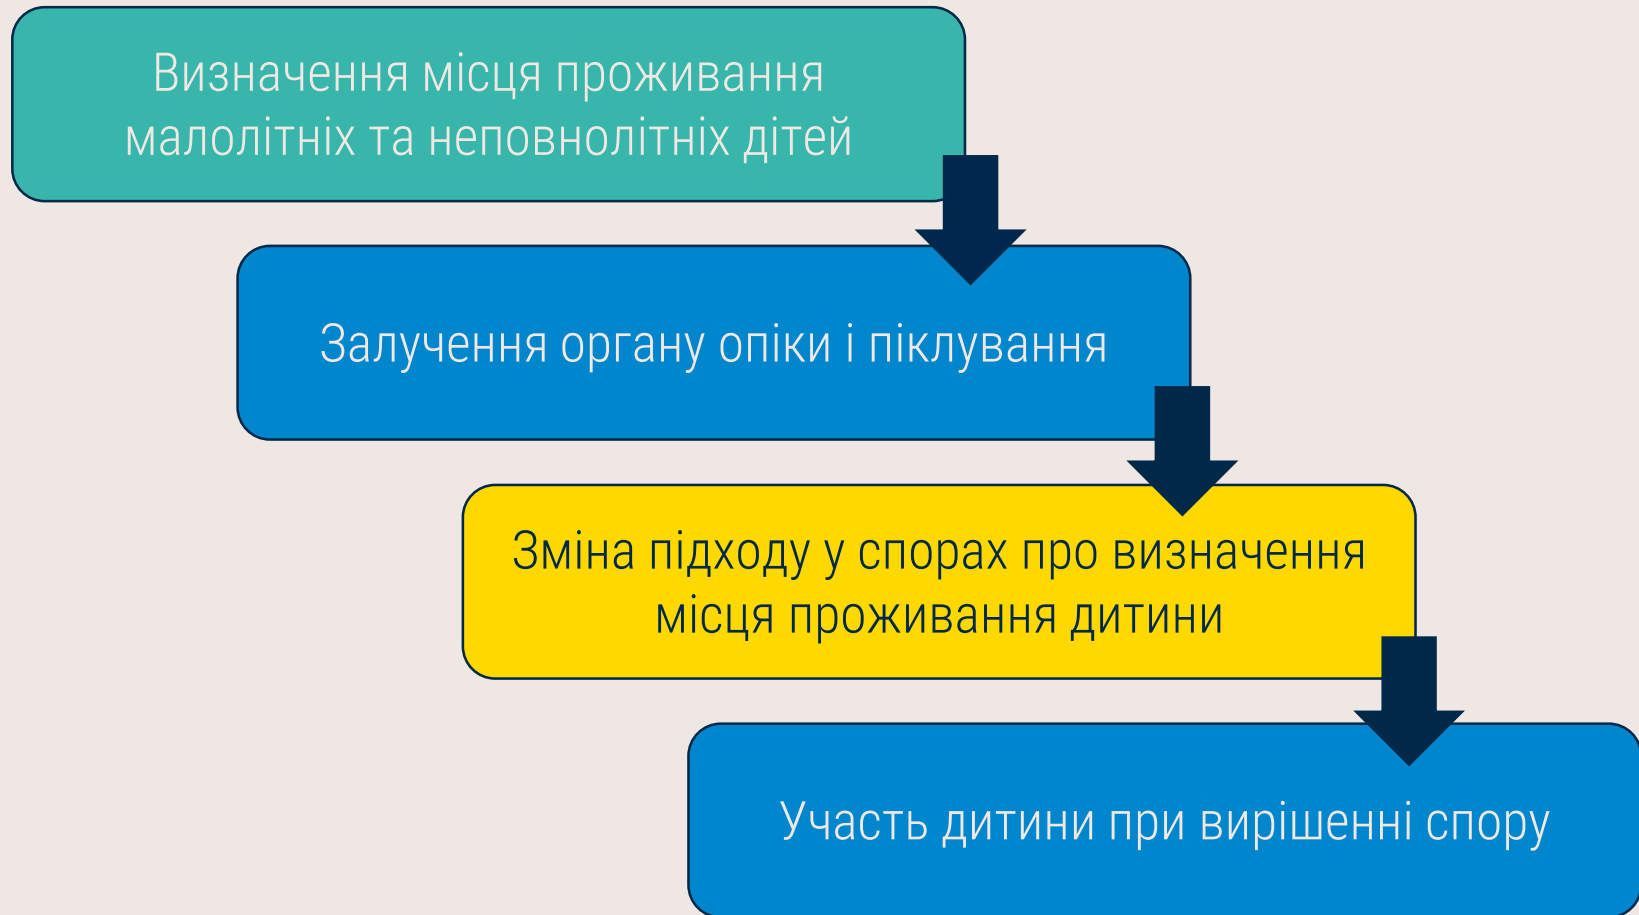 Визначення місця проживання
малолітніх та неповнолітніх дітей
Залучення органу опіки і піклування
Зміна підходу у спорах про визначення
місця проживання дитини
Участь дитини при вирішенні спору